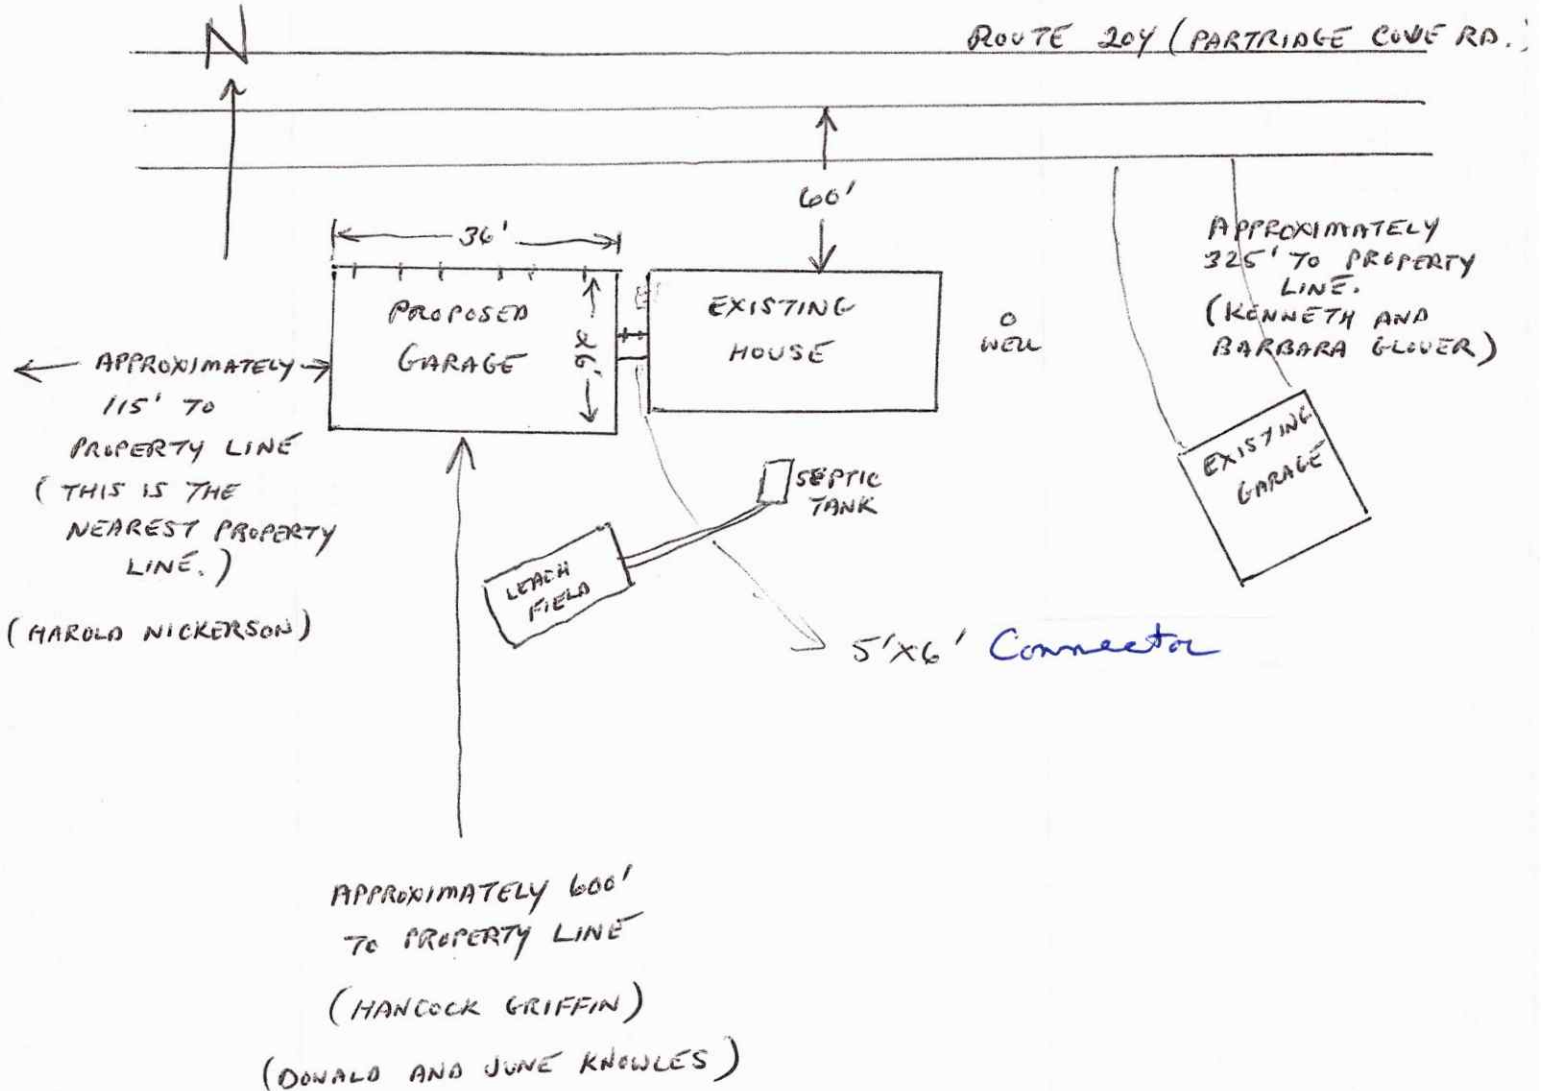 N
ROUTE 204 (PARTRIDGE COVE RD.
60'
36'
PROPOSED
GARAGE
26'
EXISTING
HOUSE
O
WELL
APPROXIMATELY
325' TO PROPERTY
LINE.
(KENNETH AND
BARBARA GLOVER)
APPROXIMATELY
115' TO
PROPERTY LINE
(THIS IS THE
NEAREST PROPERTY
LINE.)
(HAROLD NICKERSON)
EXISTING
GARAGE
SEPTIC
TANK
LEACH
FIELD
5'X6' Connector
APPROXIMATELY 600'
TO PROPERTY LINE
(HANCOCK GRIFFIN)
(DONALD AND JUNE KNOWLES)